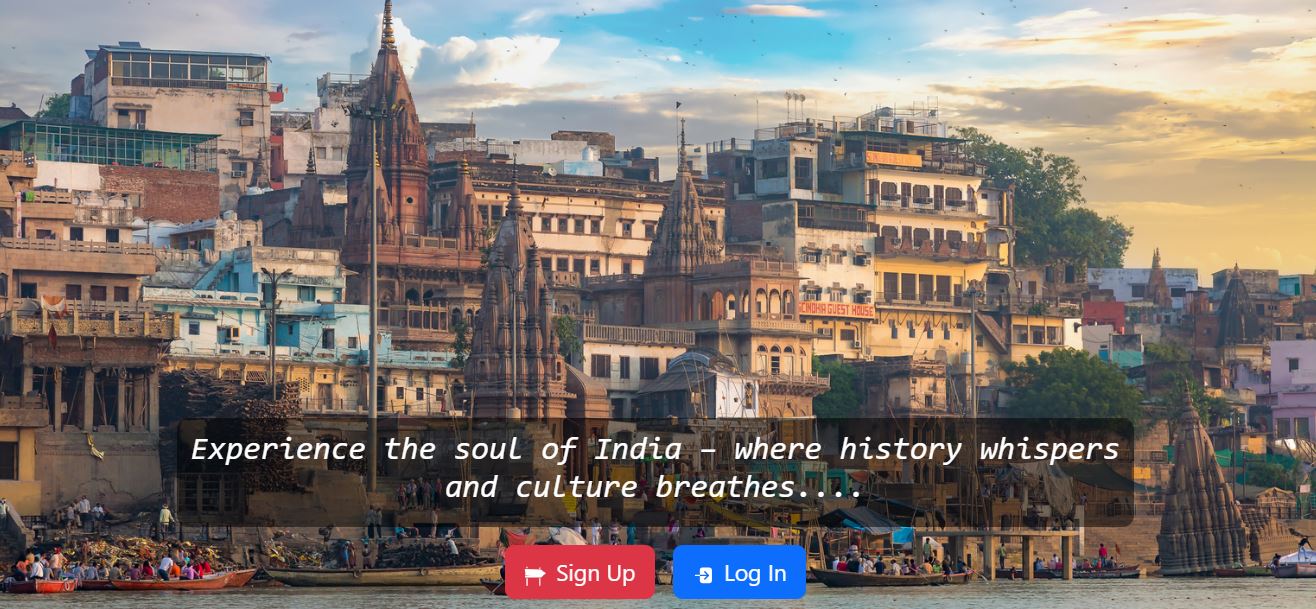 SCINDHIA GUEST HOUSE
Experience the soul of India – where history whispers
and culture breathes....
Sign Up
Log In